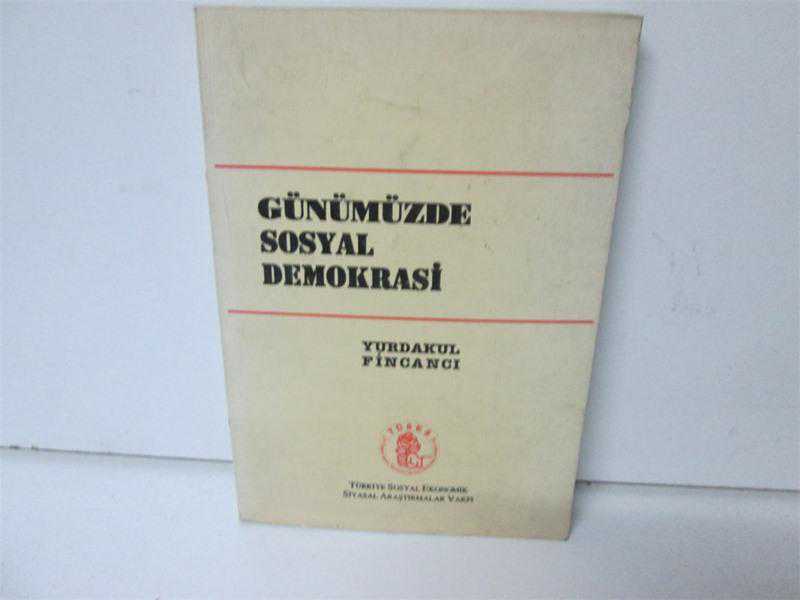 GÜNÜMÜZDE
SOSYAL
DEMOKRASİ
YURDAKUL
FİNCANCI
TÜRKİYE SOSYAL EKONOMİK
SİYASAL ARAŞTIRMALAR VAKFI